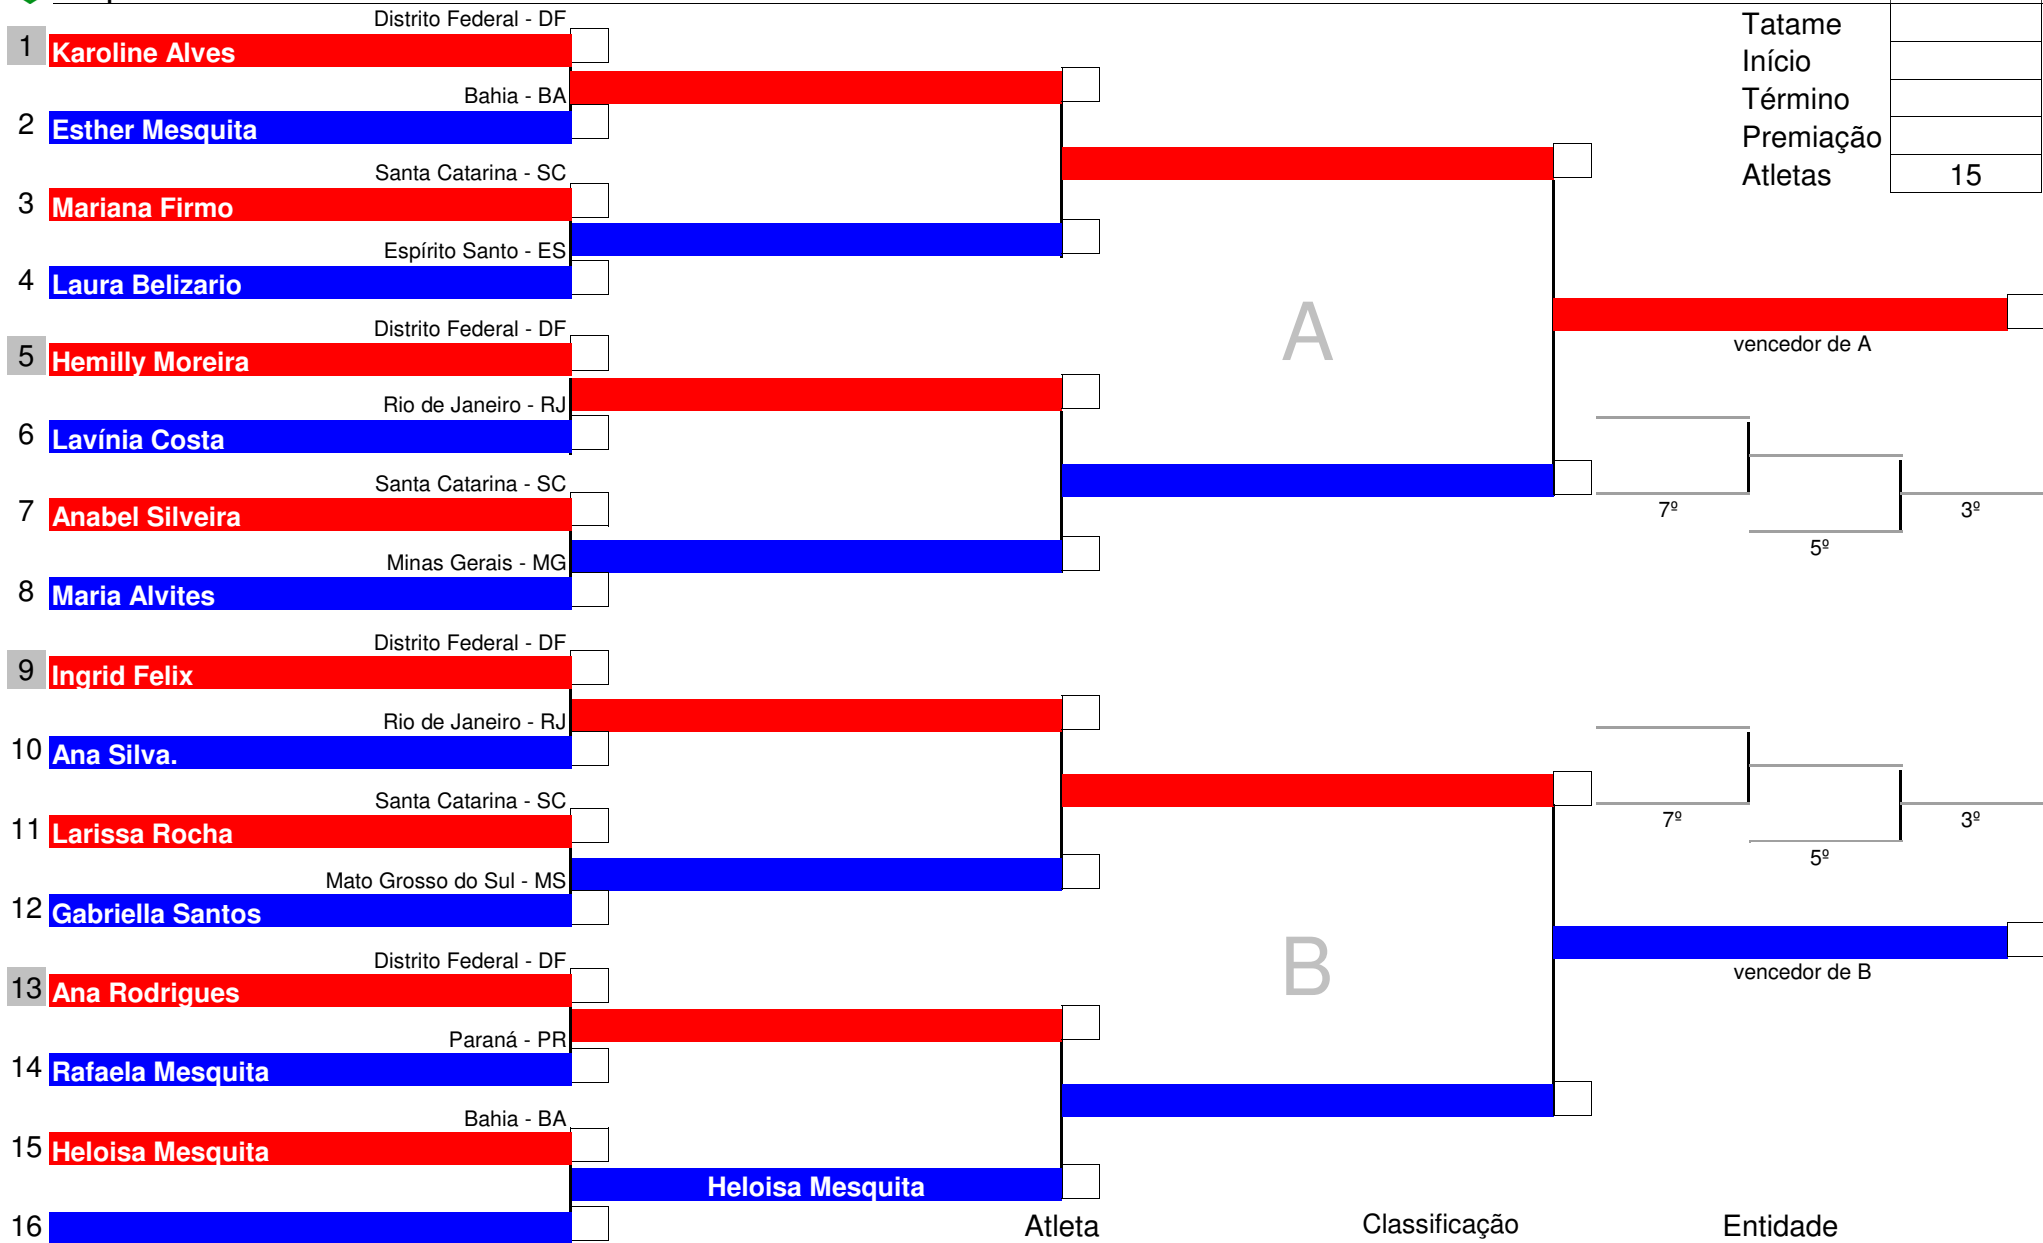 Distrito Federal - DF
1 Karoline Alves
Bahia - BA
2 Esther Mesquita
Santa Catarina - SC
3 Mariana Firmo
Espírito Santo - ES
4 Laura Belizario
Distrito Federal - DF
5 Hemilly Moreira
Rio de Janeiro - RJ
6 Lavínia Costa
Santa Catarina - SC
7 Anabel Silveira
Minas Gerais - MG
8 Maria Alvites
Distrito Federal - DF
9 Ingrid Felix
Rio de Janeiro - RJ
10 Ana Silva.
Santa Catarina - SC
11 Larissa Rocha
Mato Grosso do Sul - MS
12 Gabriella Santos
Distrito Federal - DF
13 Ana Rodrigues
Paraná - PR
14 Rafaela Mesquita
Bahia - BA
15 Heloisa Mesquita
16
Heloisa Mesquita
A
B
Tatame
Início
Término
Premiação
Atletas 15
vencedor de A
7º
3º
5º
7º
3º
5º
vencedor de B
Atleta Classificação Entidade